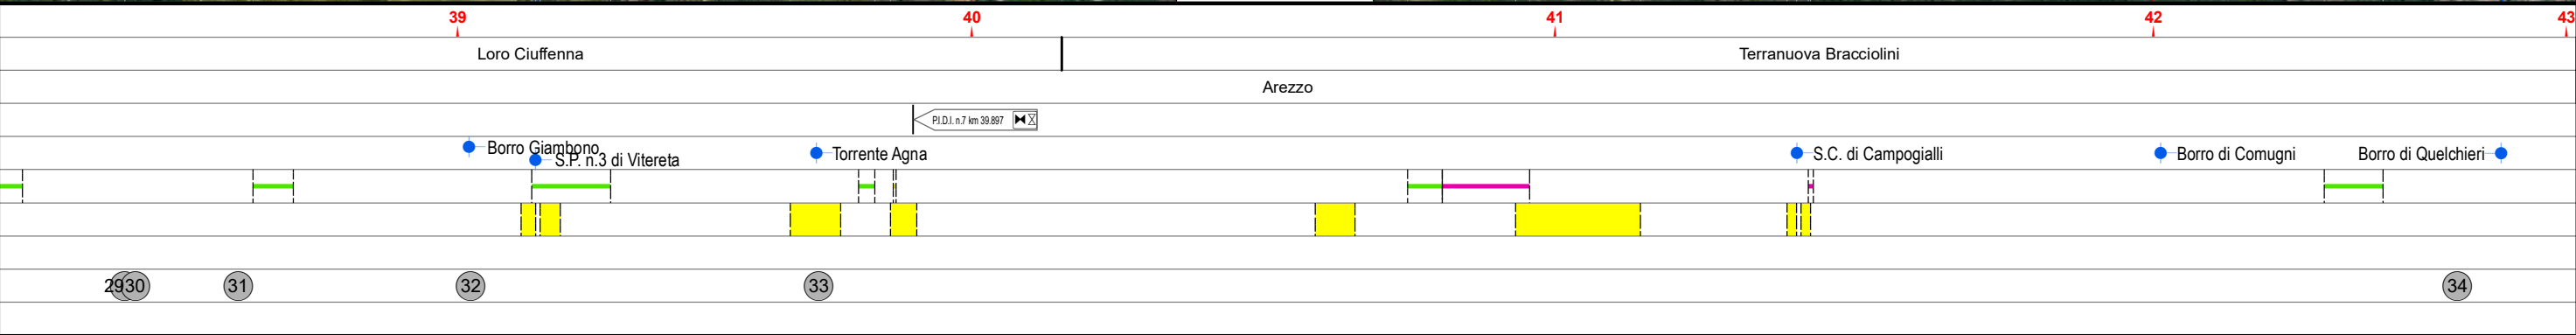 39 40 41 42 43
Loro Ciuffenna Terranuova Bracciolini
Arezzo
P.I.D.I. n.7 km 39.897
Borro Giambono
S.P. n.3 di Vitereta Torrente Agna S.C. di Campogialli Borro di Comugni Borro di Quelchieri
29 30 31 32 33 34